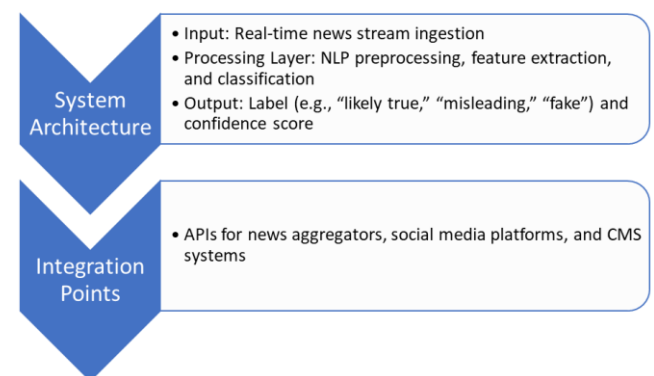 System
Architecture
• Input: Real-time news stream ingestion
• Processing Layer: NLP preprocessing, feature extraction,
and classification
• Output: Label (e.g., “likely true,” “misleading,” “fake”) and
confidence score
Integration
Points
• APIs for news aggregators, social media platforms, and CMS
systems